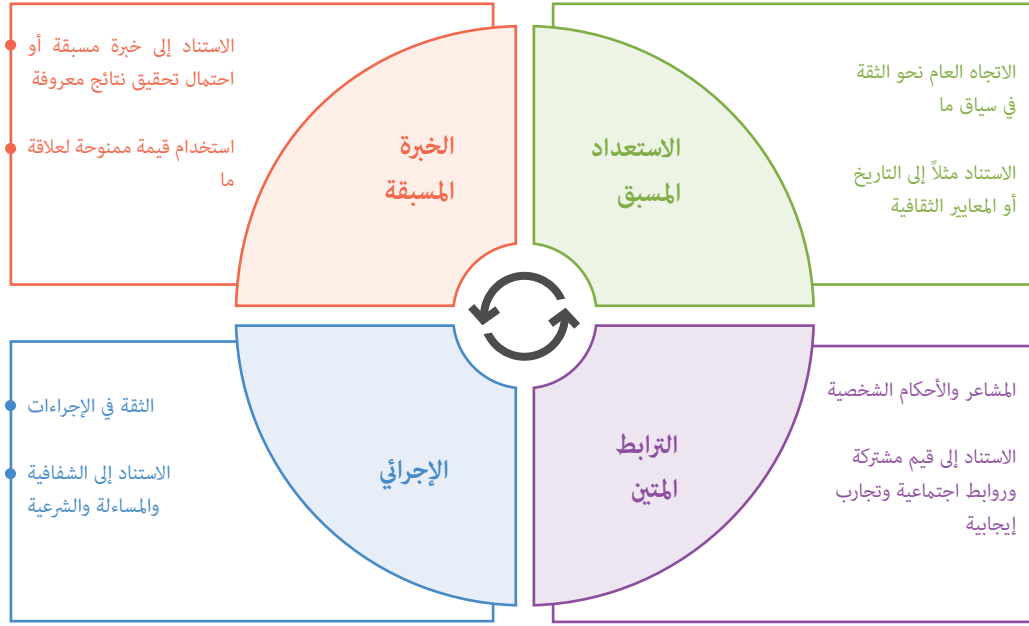 الاتجاه العام نحو الثقة
في سياق ما
الاستناد مثلاً إلى التاريخ
أو المعايير الثقافية
الاستعداد
المسبق
الخبرة
المسبقة
الاستناد إلى خبرة مسبقة أو
احتمال تحقيق نتائج معروفة
استخدام قيمة ممنوحة لعلاقة
ما
المشاعر والأحكام الشخصية
الاستناد إلى قيم مشتركة
وروابط اجتماعية وتجارب
إيجابية
الترابط
المتين
الإجرائي
الثقة في الإجراءات
الاستناد إلى الشفافية
والمساءلة والشرعية